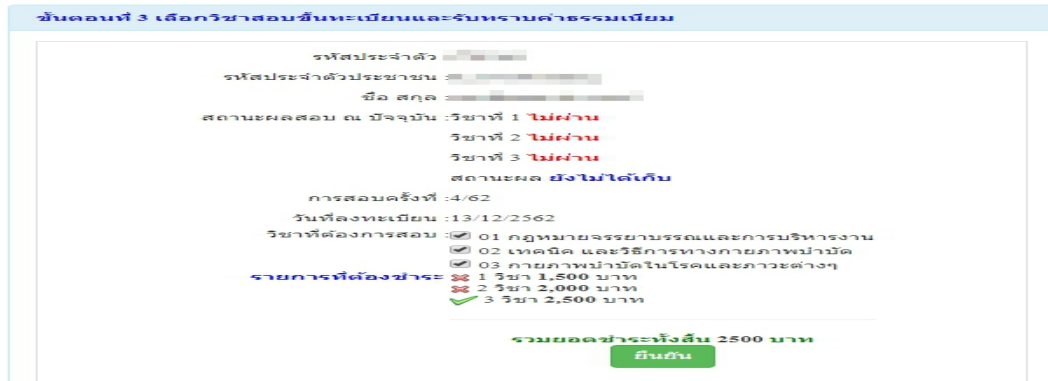 ขั้นตอนที่ 3 เลือกวิชาสอบขึ้นทะเบียนและรับทราบค่าธรรมเนียม
รหัสประจำตัว
รหัสประจำตัวประชาชน :
ชื่อ สกุล :
สถานะผลสอบ ณ ปัจจุบัน :วิชาที่ 1 ไม่ผ่าน
วิชาที่ 2 ไม่ผ่าน
วิชาที่ 3 ไม่ผ่าน
สถานะผล ยังไม่ได้เก็บ
การสอบครั้งที่ :4/62
วันที่ลงทะเบียน :13/12/2562
วิชาที่ต้องการสอบ : 01 กฎหมายจรรยาบรรณและการบริหารงาน
02 เทคนิค และวิธีการทางกายภาพบำบัด
03 กายภาพบำบัดในโรคและภาวะต่างๆ
รายการที่ต้องชำระ 1 วิชา 1,500 บาท
2 วิชา 2,000 บาท
3 วิชา 2,500 บาท
รวมยอดชำระทั้งสิ้น 2500 บาท
ยืนยัน